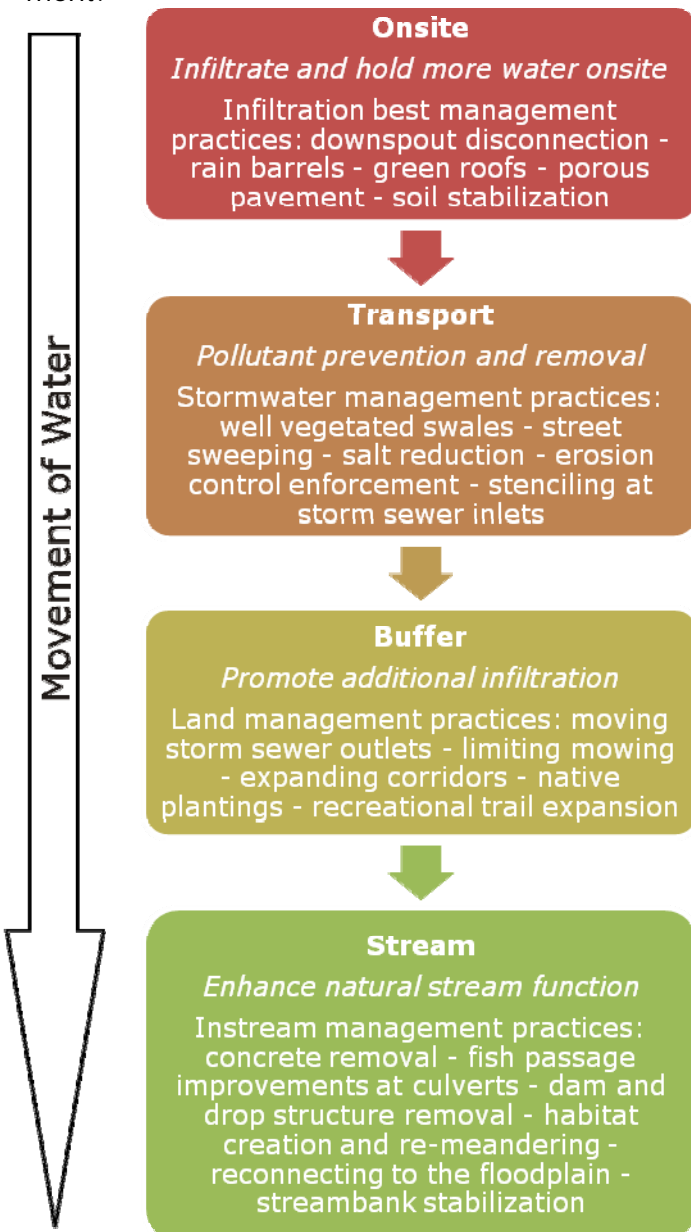 ment.
Onsite
Infiltrate and hold more water onsite
Infiltration best management
practices: downspout disconnection -
rain barrels - green roofs - porous
pavement - soil stabilization
Transport
Pollutant prevention and removal
Stormwater management practices:
well vegetated swales - street
sweeping - salt reduction - erosion
control enforcement - stenciling at
storm sewer inlets
Movement of Water
Buffer
Promote additional infiltration
Land management practices: moving
storm sewer outlets - limiting mowing
- expanding corridors - native
plantings - recreational trail expansion
Stream
Enhance natural stream function
Instream management practices:
concrete removal - fish passage
improvements at culverts - dam and
drop structure removal - habitat
creation and re-meandering -
reconnecting to the floodplain -
streambank stabilization